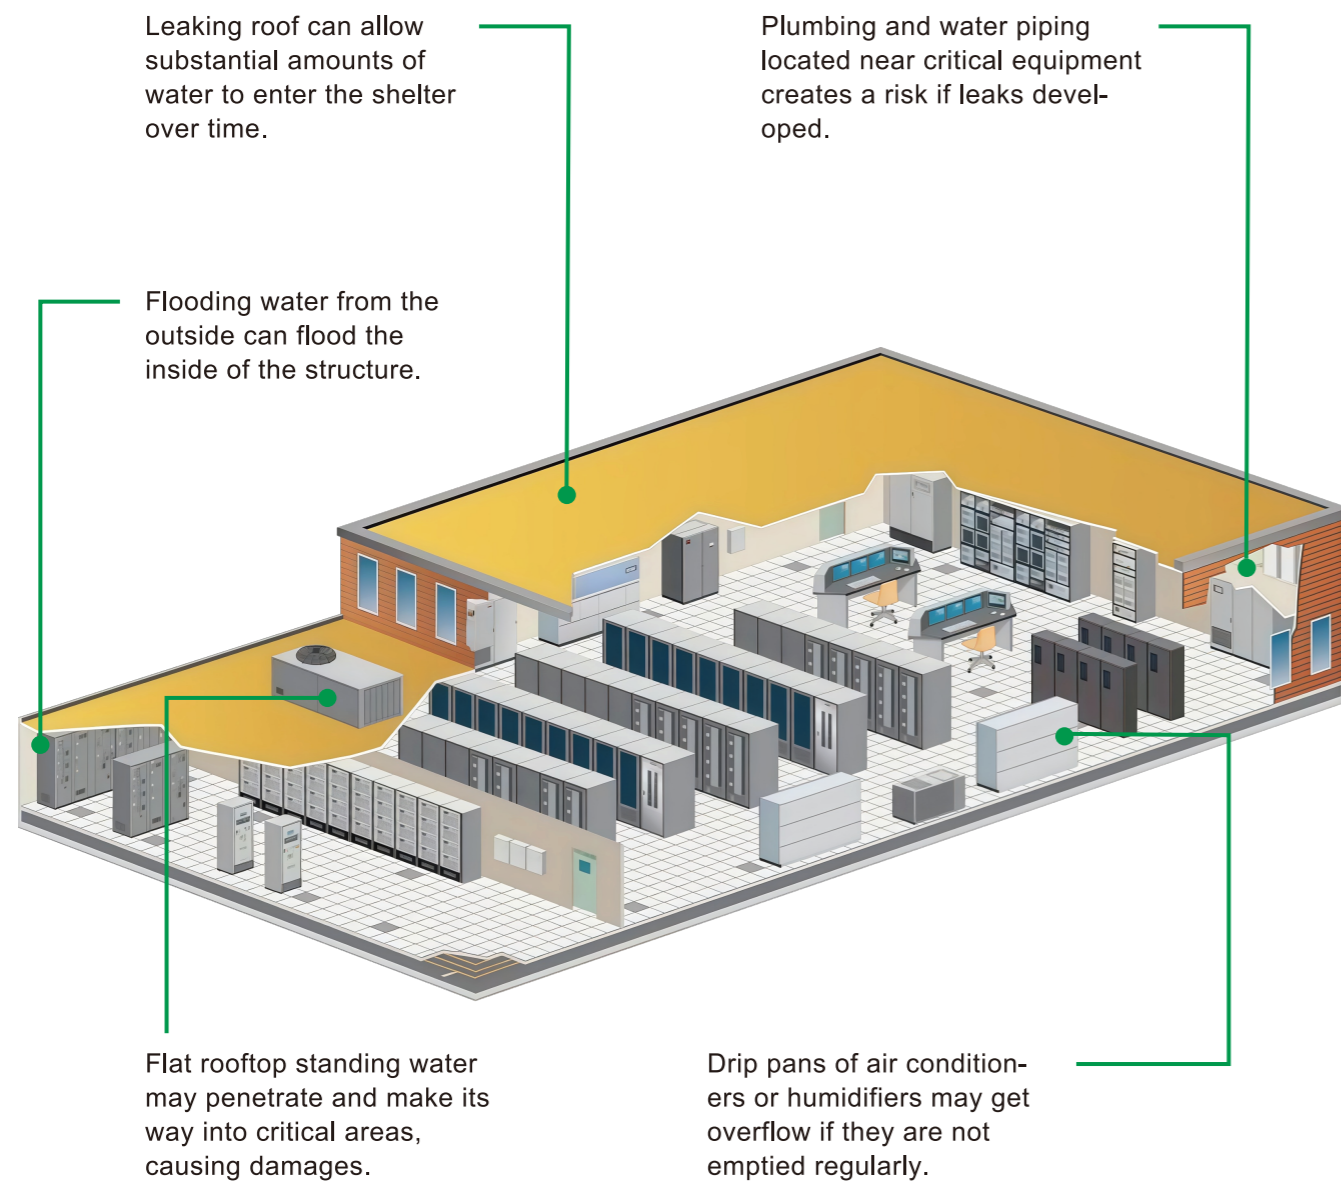 Leaking roof can allow
substantial amounts of
water to enter the shelter
over time.
Plumbing and water piping
located near critical equipment
creates a risk if leaks devel-
oped.
Flooding water from the
outside can flood the
inside of the structure.
Flat rooftop standing water
may penetrate and make its
way into critical areas,
causing damages.
Drip pans of air condition-
ers or humidifiers may get
overflow if they are not
emptied regularly.